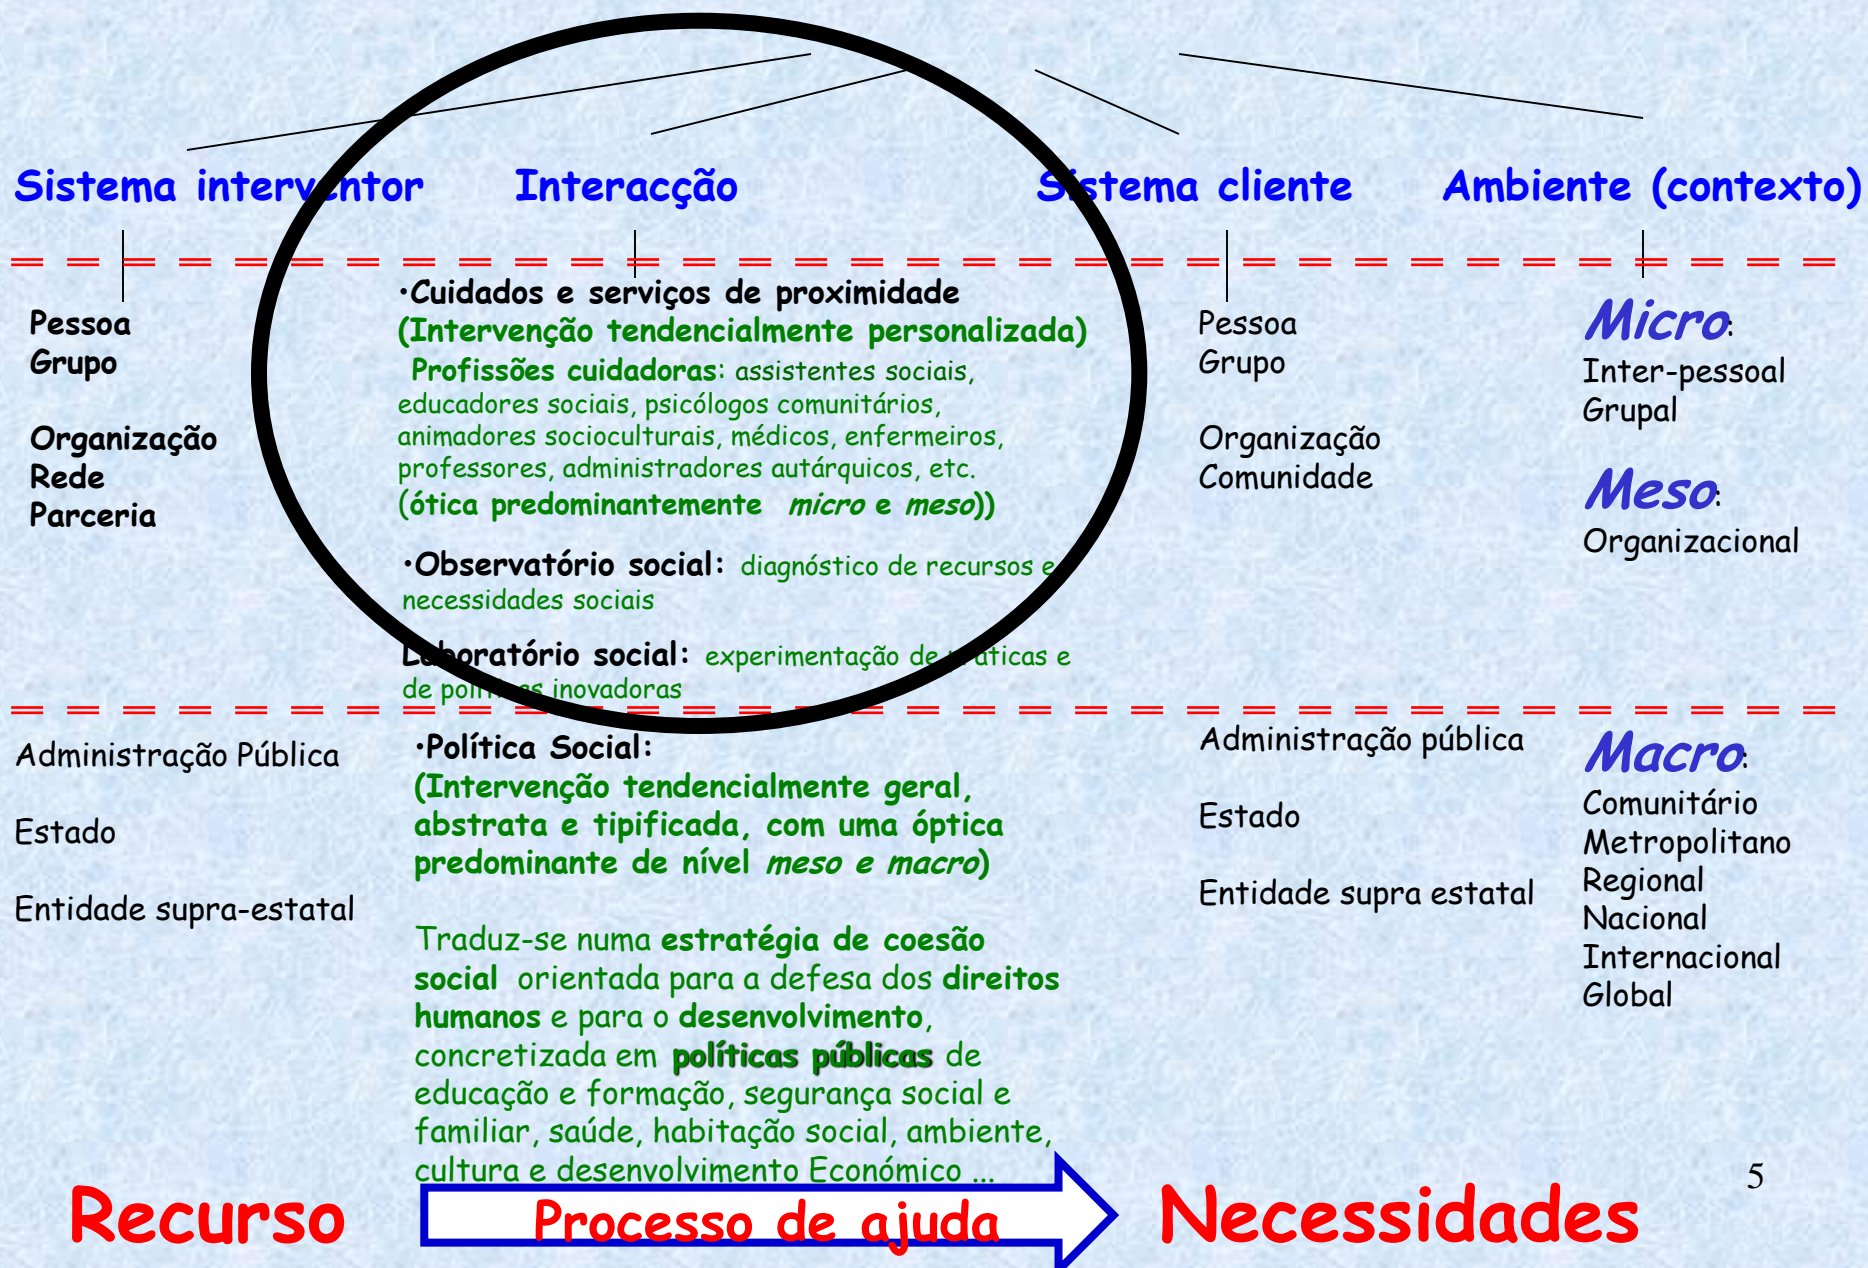 Sistema interventor
Interacção
Sistema cliente
Ambiente (contexto)
Pessoa
Grupo
Organização
Rede
Parceria
•Cuidados e serviços de proximidade
(Intervenção tendencialmente personalizada)
Profissões cuidadoras: assistentes sociais,
educadores sociais, psicólogos comunitários,
animadores socioculturais, médicos, enfermeiros,
professores, administradores autárquicos, etc.
(ótica predominantemente micro e meso))
•Observatório social: diagnóstico de recursos e
necessidades sociais
Laboratório social: experimentação de práticas e
de políticas inovadoras
Pessoa
Grupo
Organização
Comunidade
Micro:
Inter-pessoal
Grupal
Meso:
Organizacional
Administração Pública
Estado
Entidade supra-estatal
•Política Social:
(Intervenção tendencialmente geral,
abstrata e tipificada, com uma óptica
predominante de nível meso e macro)
Traduz-se numa estratégia de coesão
social orientada para a defesa dos direitos
humanos e para o desenvolvimento,
concretizada em políticas públicas de
educação e formação, segurança social e
familiar, saúde, habitação social, ambiente,
cultura e desenvolvimento Económico ...
Administração pública
Estado
Entidade supra estatal
Macro:
Comunitário
Metropolitano
Regional
Nacional
Internacional
Global
5
Recurso
Processo de ajuda
Necessidades